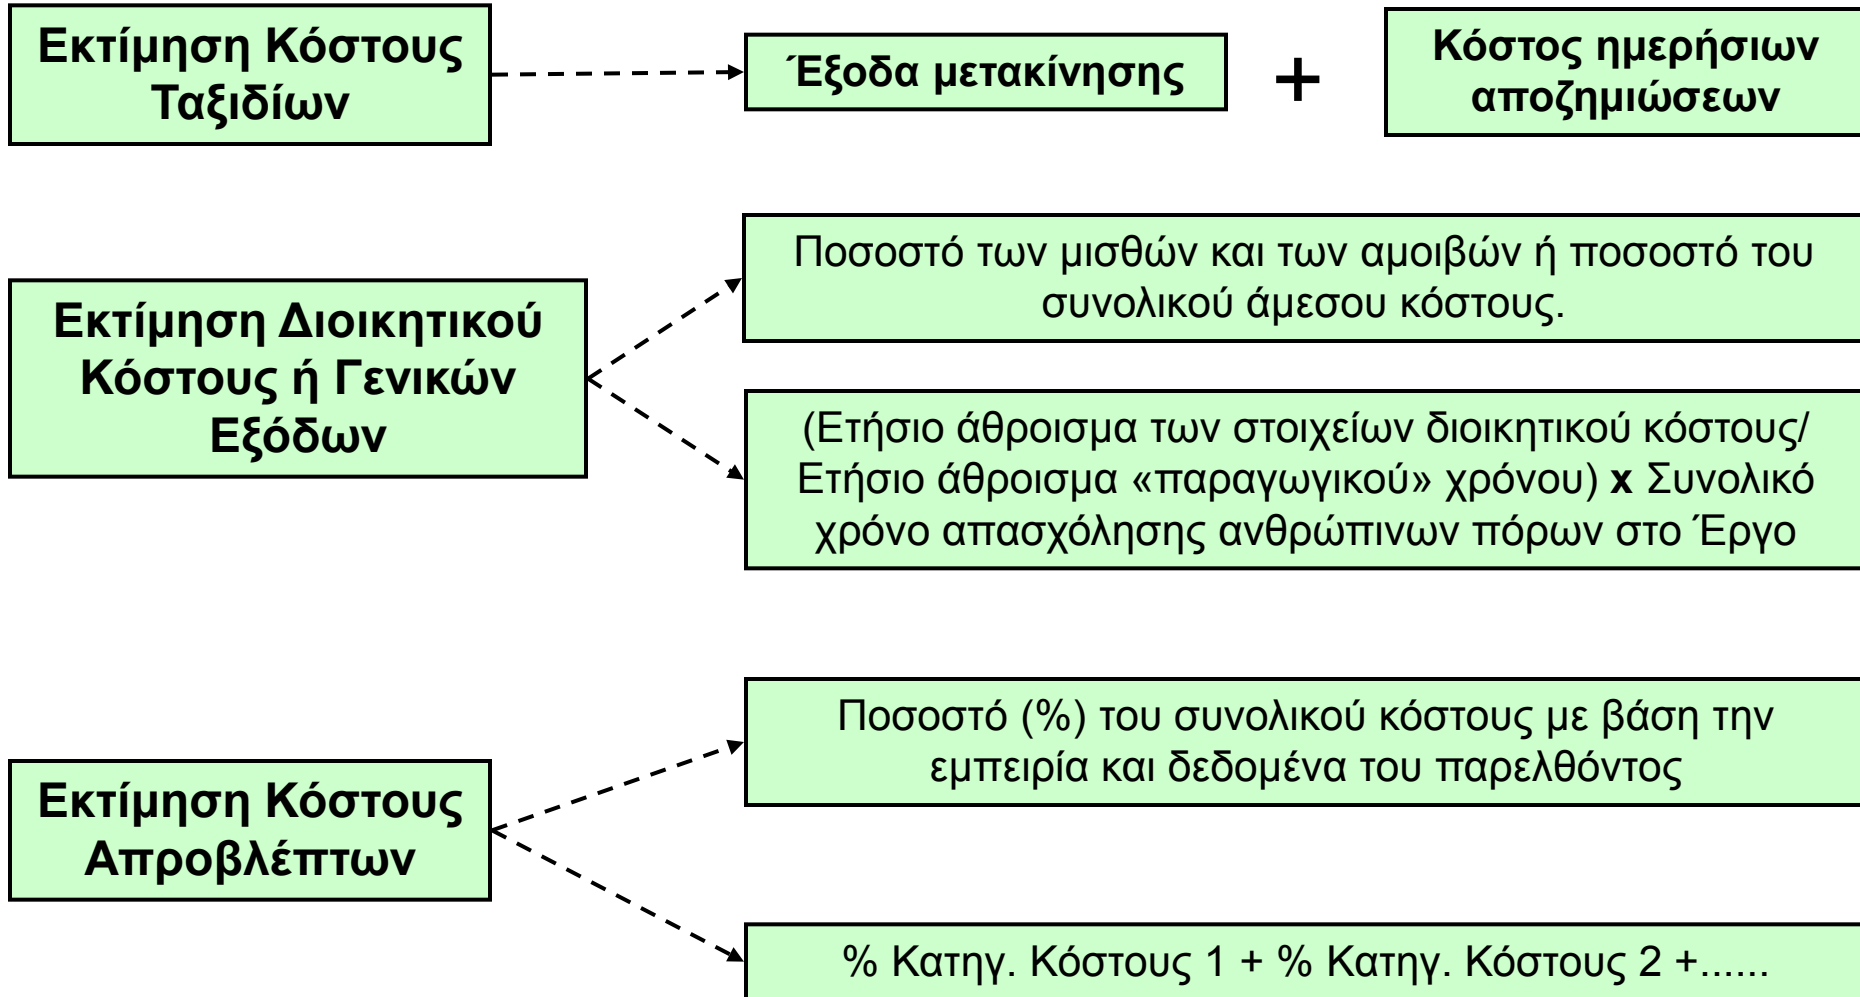 Εκτίμηση Κόστους
Ταξιδίων
Έξοδα μετακίνησης
+
Κόστος ημερήσιων
αποζημιώσεων
Εκτίμηση Διοικητικού
Κόστους ή Γενικών
Εξόδων
Ποσοστό των μισθών και των αμοιβών ή ποσοστό του
συνολικού άμεσου κόστους.
(Ετήσιο άθροισμα των στοιχείων διοικητικού κόστους/
Ετήσιο άθροισμα «παραγωγικού» χρόνου) x Συνολικό
χρόνο απασχόλησης ανθρώπινων πόρων στο Έργο
Εκτίμηση Κόστους
Απροβλέπτων
Ποσοστό (%) του συνολικού κόστους με βάση την
εμπειρία και δεδομένα του παρελθόντος
% Κατηγ. Κόστους 1 + % Κατηγ. Κόστους 2 +......